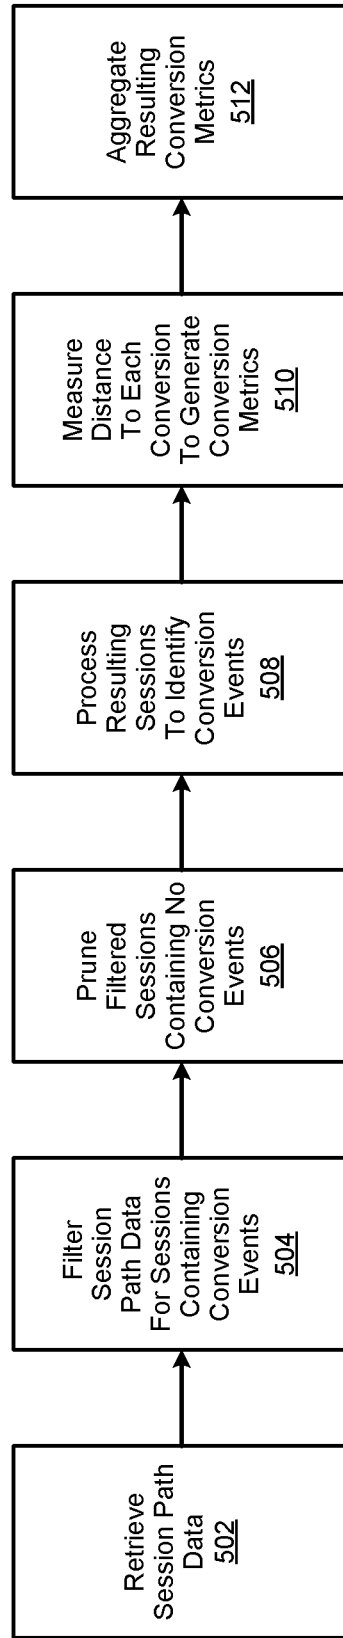 Retrieve
Session Path
Data
502
Filter
Session
Path Data
For Sessions
Containing
Conversion
Events
504
Prune
Filtered
Sessions
Containing No
Conversion
Events
506
Process
Resulting
Sessions
To Identify
Conversion
Events
508
Measure
Distance
To Each
Conversion
To Generate
Conversion
Metrics
510
Aggregate
Resulting
Conversion
Metrics
512